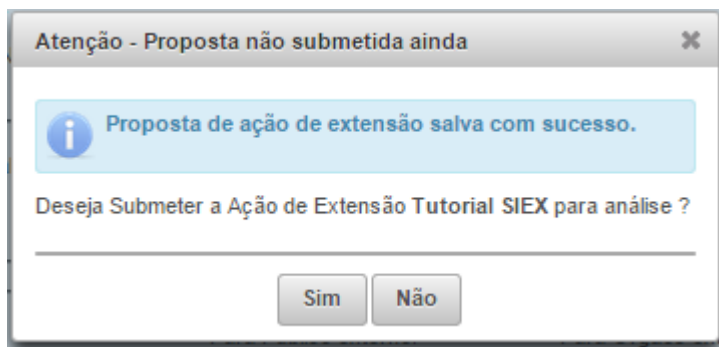 Atenção - Proposta não submetida ainda
Proposta de ação de extensão salva com sucesso.
Deseja Submeter a Ação de Extensão Tutorial SIEX para análise ?
Sim Não